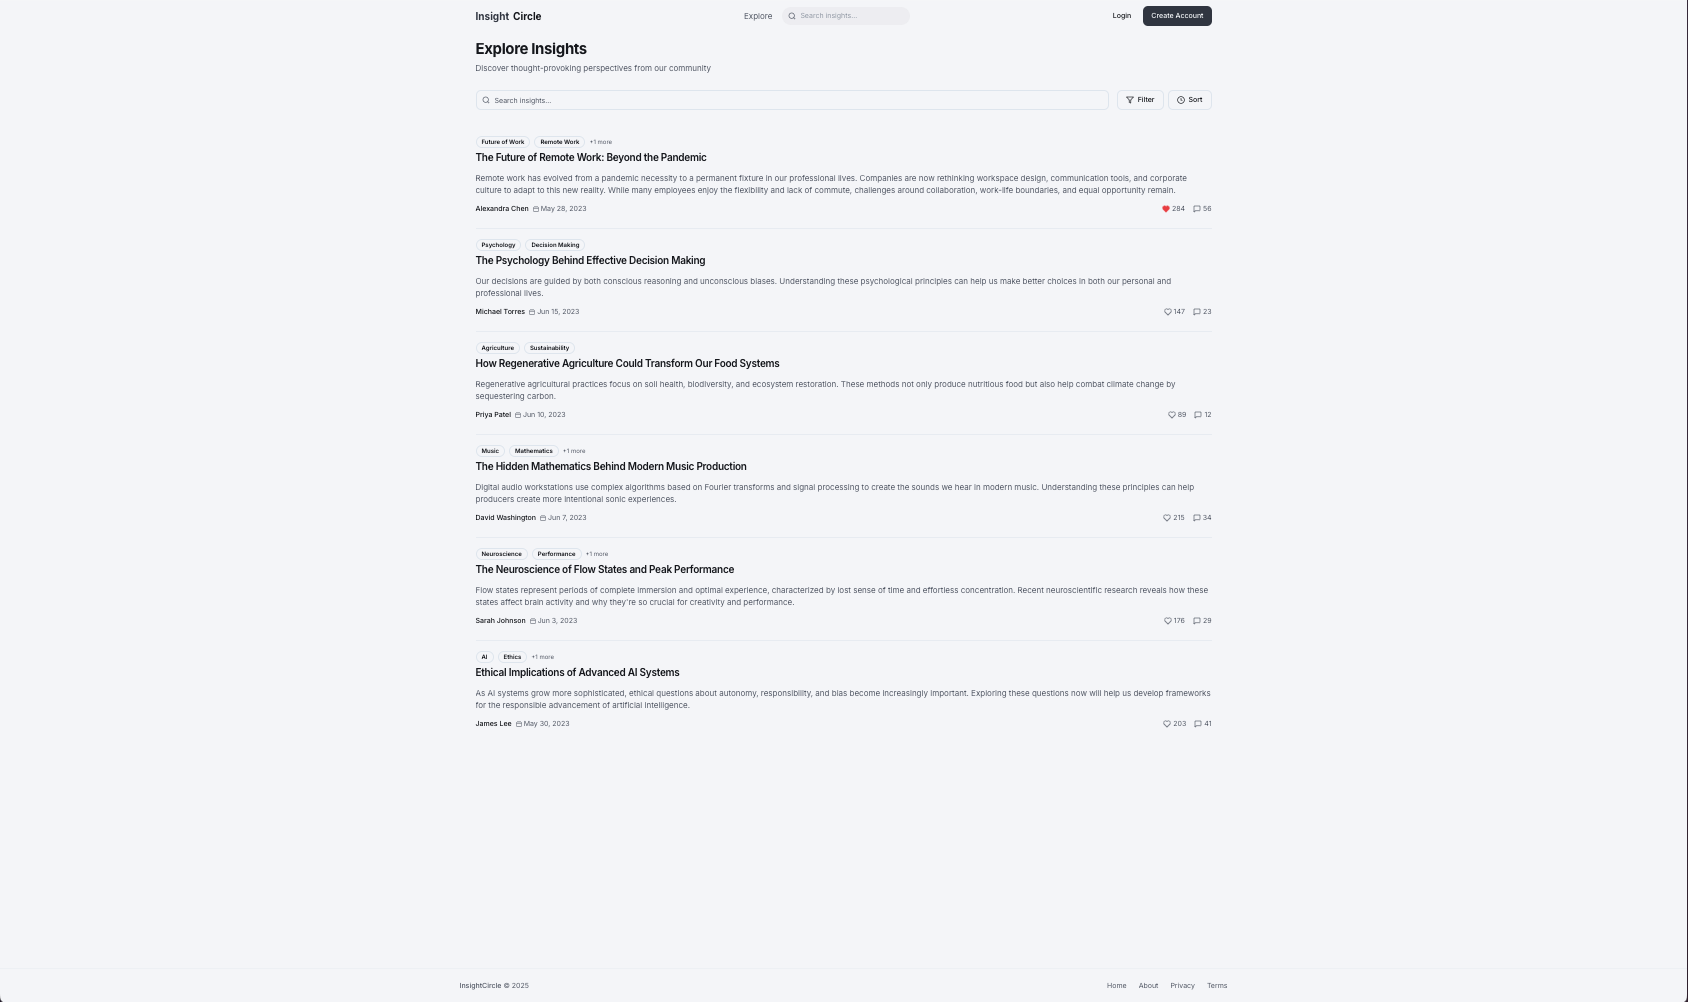 Insight Circle
Explore
Search insights...
Login
Create Account
Explore Insights
Discover thought-provoking perspectives from our community
Search insights...
Filter
Sort
Future of Work Remote Work +1 more
The Future of Remote Work: Beyond the Pandemic
Remote work has evolved from a pandemic necessity to a permanent fixture in our professional lives. Companies are now rethinking workspace design, communication tools, and corporate
culture to adapt to this new reality. While many employees enjoy the flexibility and lack of commute, challenges around collaboration, work-life boundaries, and equal opportunity remain.
Alexandra Chen May 28, 2023 284 56
Psychology Decision Making
The Psychology Behind Effective Decision Making
Our decisions are guided by both conscious reasoning and unconscious biases. Understanding these psychological principles can help us make better choices in both our personal and
professional lives.
Michael Torres Jun 15, 2023 147 23
Agriculture Sustainability
How Regenerative Agriculture Could Transform Our Food Systems
Regenerative agricultural practices focus on soil health, biodiversity, and ecosystem restoration. These methods not only produce nutritious food but also help combat climate change by
sequestering carbon.
Priya Patel Jun 10, 2023 89 12
Music Mathematics +1 more
The Hidden Mathematics Behind Modern Music Production
Digital audio workstations use complex algorithms based on Fourier transforms and signal processing to create the sounds we hear in modern music. Understanding these principles can help
producers create more intentional sonic experiences.
David Washington Jun 7, 2023 215 34
Neuroscience Performance +1 more
The Neuroscience of Flow States and Peak Performance
Flow states represent periods of complete immersion and optimal experience, characterized by lost sense of time and effortless concentration. Recent neuroscientific research reveals how these
states affect brain activity and why they're so crucial for creativity and performance.
Sarah Johnson Jun 3, 2023 176 29
AI Ethics +1 more
Ethical Implications of Advanced AI Systems
As AI systems grow more sophisticated, ethical questions about autonomy, responsibility, and bias become increasingly important. Exploring these questions now will help us develop frameworks
for the responsible advancement of artificial intelligence.
James Lee May 30, 2023 203 41
InsightCircle © 2025
Home About Privacy Terms